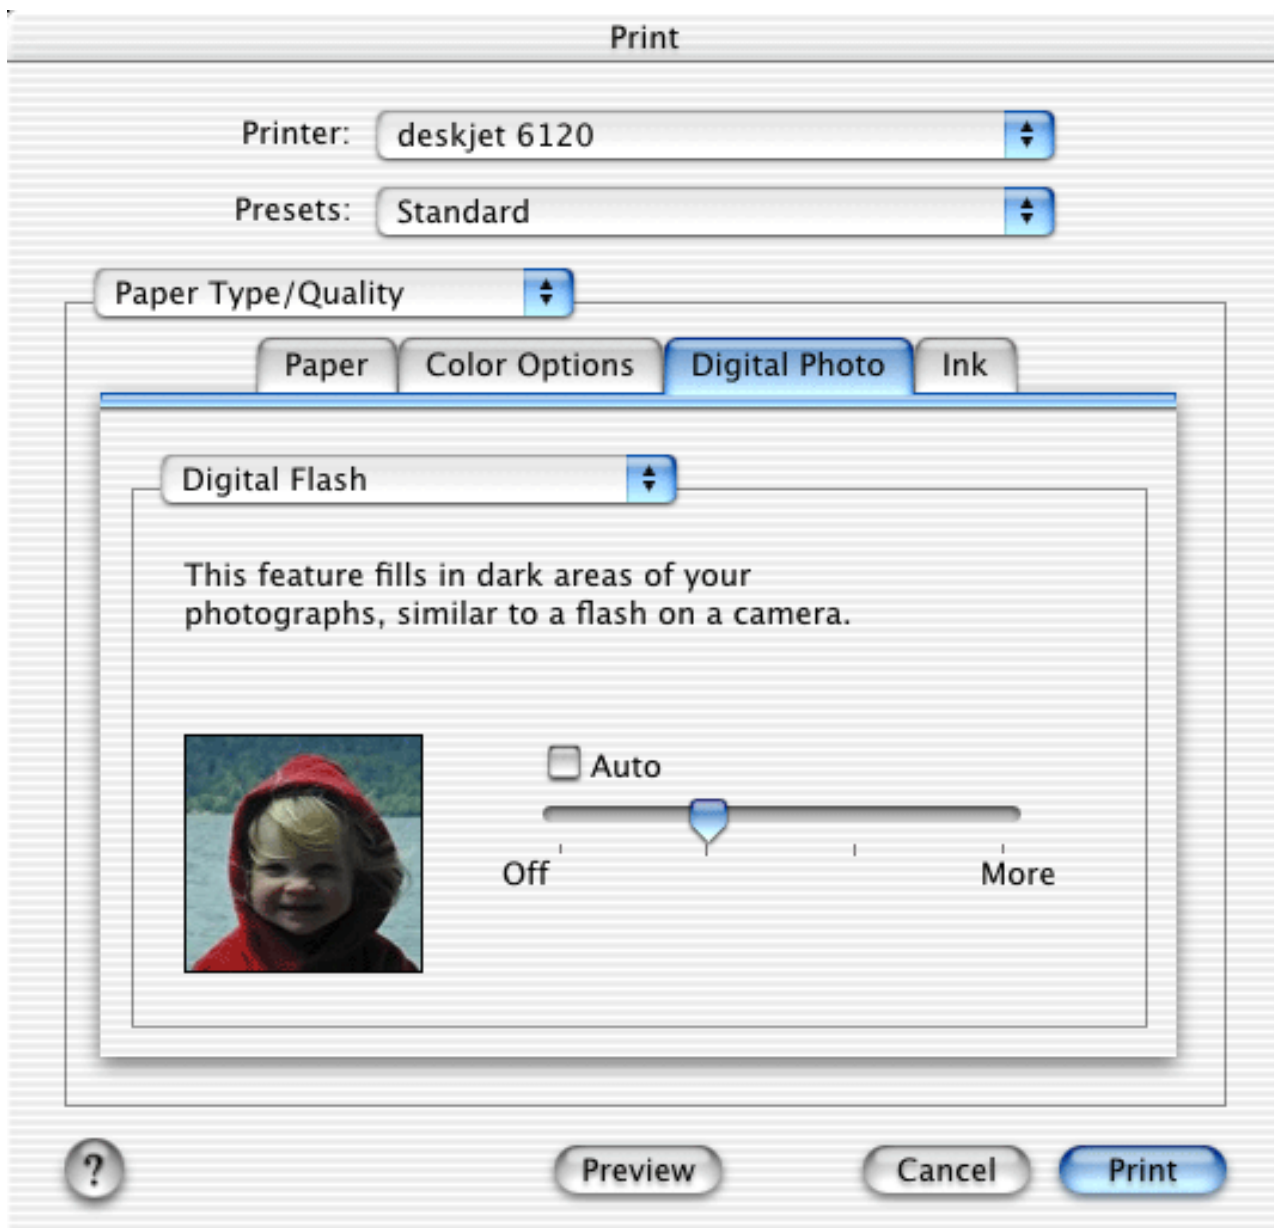 Print
Printer: deskjet 6120
Presets: Standard
Paper Type/Quality
Paper Color Options Digital Photo Ink
Digital Flash
This feature fills in dark areas of your
photographs, similar to a flash on a camera.
Auto
Off More
? Preview Cancel Print